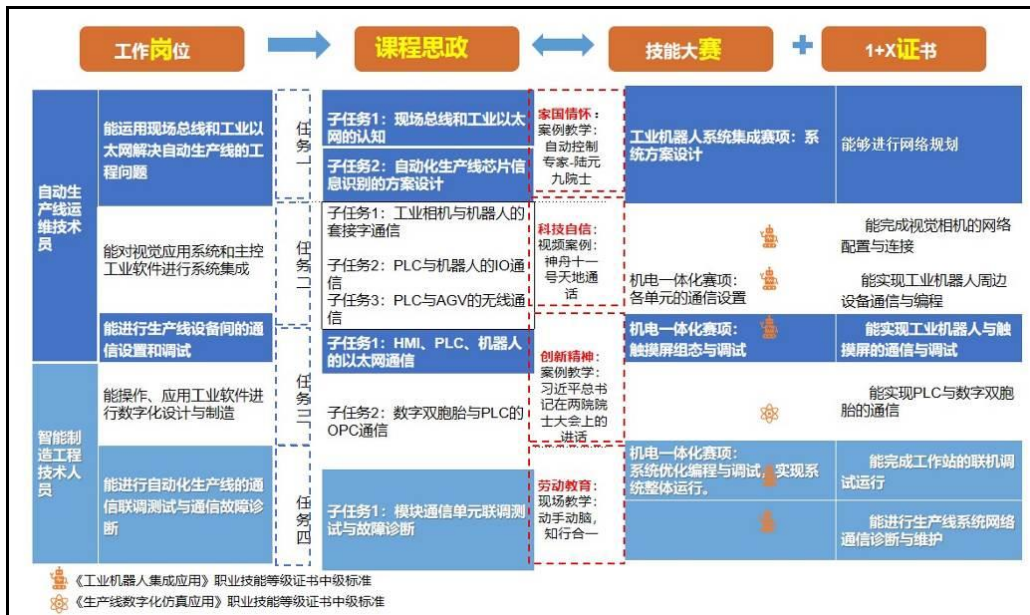 工作岗位
课程思政
技能大赛
+
1+X证书
自动生
产线运
维技术
员
能运用现场总线和工业以
太网解决自动生产线的工
程问题
能对视觉应用系统和主控
工业软件进行系统集成
能进行生产线设备间的通
信设置和调试
智能制
造工程
技术人
员
能操作、应用工业软件进
行数字化设计与制造
能进行自动化生产线的通
信联调测试与通信故障诊
断
任务一
子任务1：现场总线和工业以太
网的认知
子任务2：自动化生产线芯片信
息识别的方案设计
任务二
子任务1：工业相机与机器人的
套接字通信
子任务2：PLC与机器人的IO通
信
子任务3：PLC与AGV的无线通
信
任务三
子任务1：HMI、PLC、机器人
的以太网通信
子任务2：数字双胞胎与PLC的
OPC通信
任务四
子任务1：模块通信单元联调测
试与故障诊断
家国情怀：
案例教学：
自动控制
专家-陆元
九院士
科技自信：
视频案例：
神舟十一
号天地通
话
创新精神：
案例教学：
习近平总书
记在两院院
士大会上的
讲话
劳动教育：
现场教学：
动手动脑，
知行合一
工业机器人系统集成赛项：系
统方案设计
机电一体化赛项：
各单元的通信设置
机电一体化赛项：
触摸屏组态与调试
机电一体化赛项：
系统优化编程与调试，实现系
统整体运行。
能够进行网络规划
能完成视觉相机的网络
配置与连接
能实现工业机器人周边
设备通信与编程
能实现工业机器人与触
摸屏的通信与调试
能实现PLC与数字双胞
胎的通信
能完成工作站的联机调
试运行
能进行生产线系统网络
通信诊断与维护
《工业机器人集成应用》职业技能等级证书中级标准
《生产线数字化仿真应用》职业技能等级证书中级标准